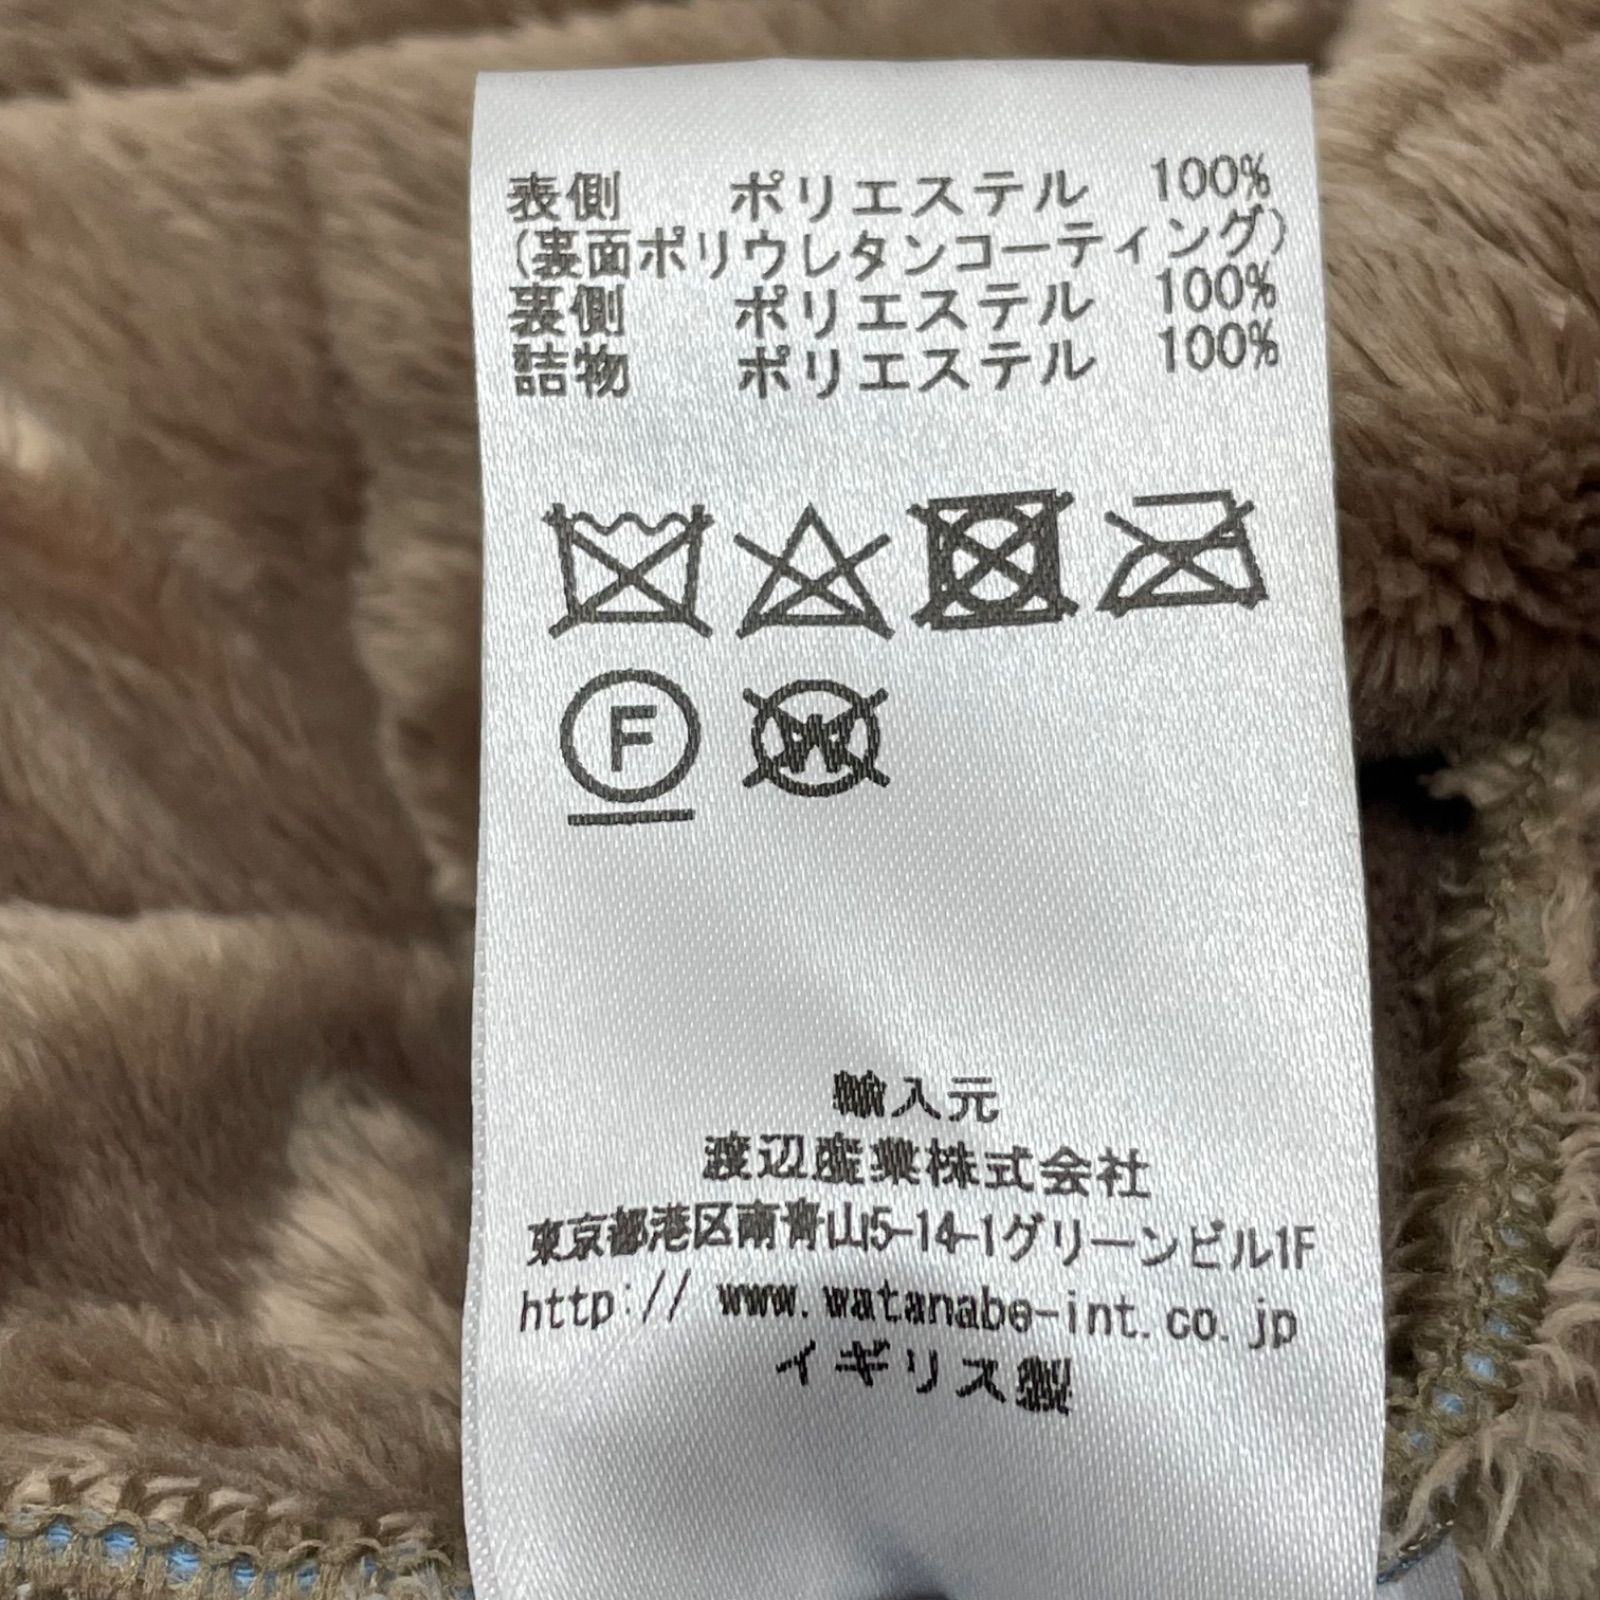 表側 ポリエステル 100%
(裏面ポリウレタンコーティング)
裏側 ポリエステル 100%
詰物 ポリエステル 100%
F W
輸入元
渡辺産業株式会社
東京都港区南青山5-14-1グリーンビル1F
http://www.watanabe-int.co.jp
イギリス製